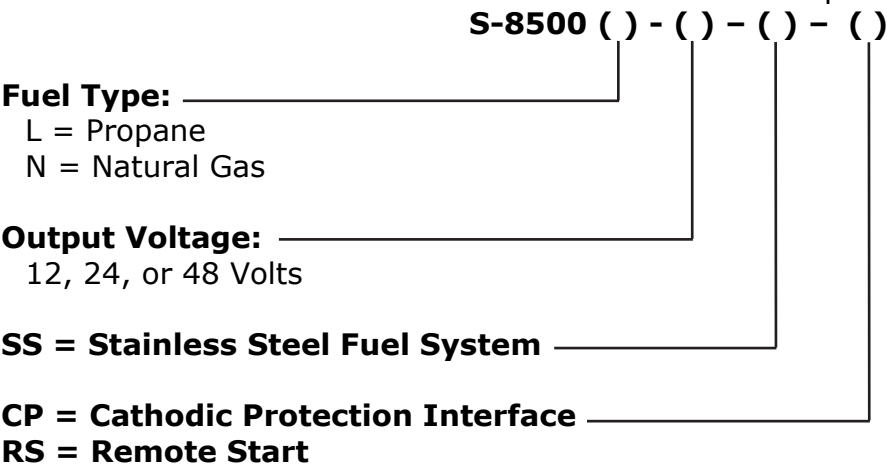 S-8500 ( ) - ( ) – ( ) – ( )
Fuel Type:
L = Propane
N = Natural Gas
Output Voltage:
12, 24, or 48 Volts
SS = Stainless Steel Fuel System
CP = Cathodic Protection Interface
RS = Remote Start